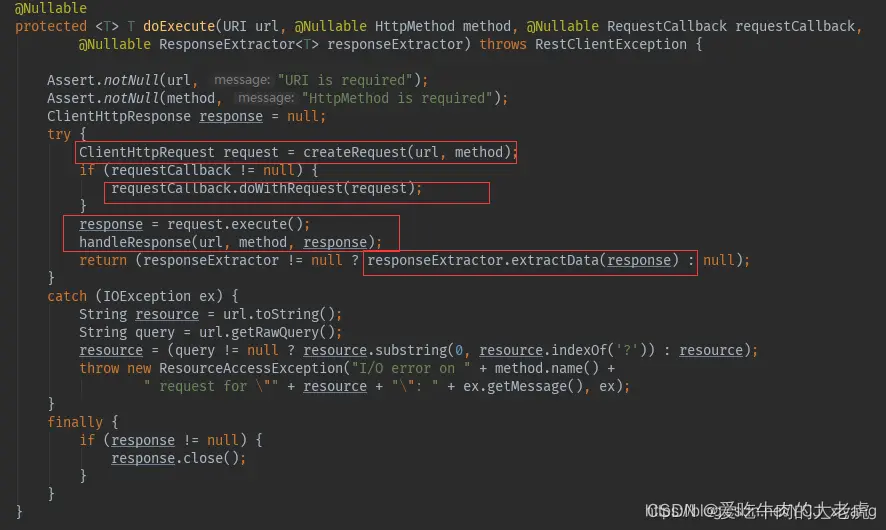 @Nullable
protected <T> T doExecute(URI url, @Nullable HttpMethod method, @Nullable RequestCallback requestCallback,
        @Nullable ResponseExtractor<T> responseExtractor) throws RestClientException {
    Assert.notNull(url, message: "URI is required");
    Assert.notNull(method, message: "HttpMethod is required");
    ClientHttpResponse response = null;
    try {
        ClientHttpRequest request = createRequest(url, method);
        if (requestCallback != null) {
            requestCallback.doWithRequest(request);
        }
        response = request.execute();
        handleResponse(url, method, response);
        return (responseExtractor != null ? responseExtractor.extractData(response) : null);
    }
    catch (IOException ex) {
        String resource = url.toString();
        String query = url.getRawQuery();
        resource = (query != null ? resource.substring(0, resource.indexOf('?')) : resource);
        throw new ResourceAccessException("I/O error on " + method.name() +
                " request for \"" + resource + "\": " + ex.getMessage(), ex);
    }
    finally {
        if (response != null) {
            response.close();
        }
    }
}
CSDN @爱吃牛肉的大老虎